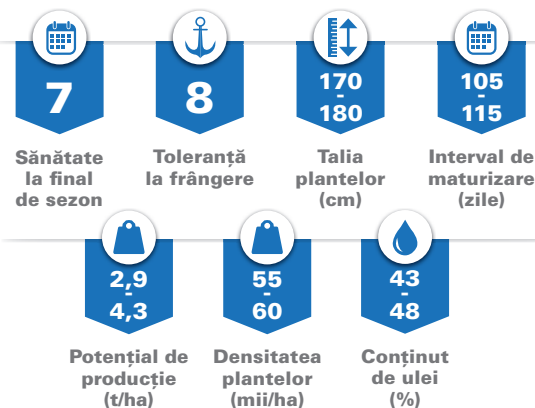 7
8
170
-
180
105
-
115
Sănătate
la final
de sezon
Toleranță
la frângere
Talia
plantelor
(cm)
Interval de
maturizare
(zile)
2,9
-
4,3
55
-
60
43
-
48
Potențial de
producție
(t/ha)
Densitatea
plantelor
(mii/ha)
Conținut
de ulei
(%)